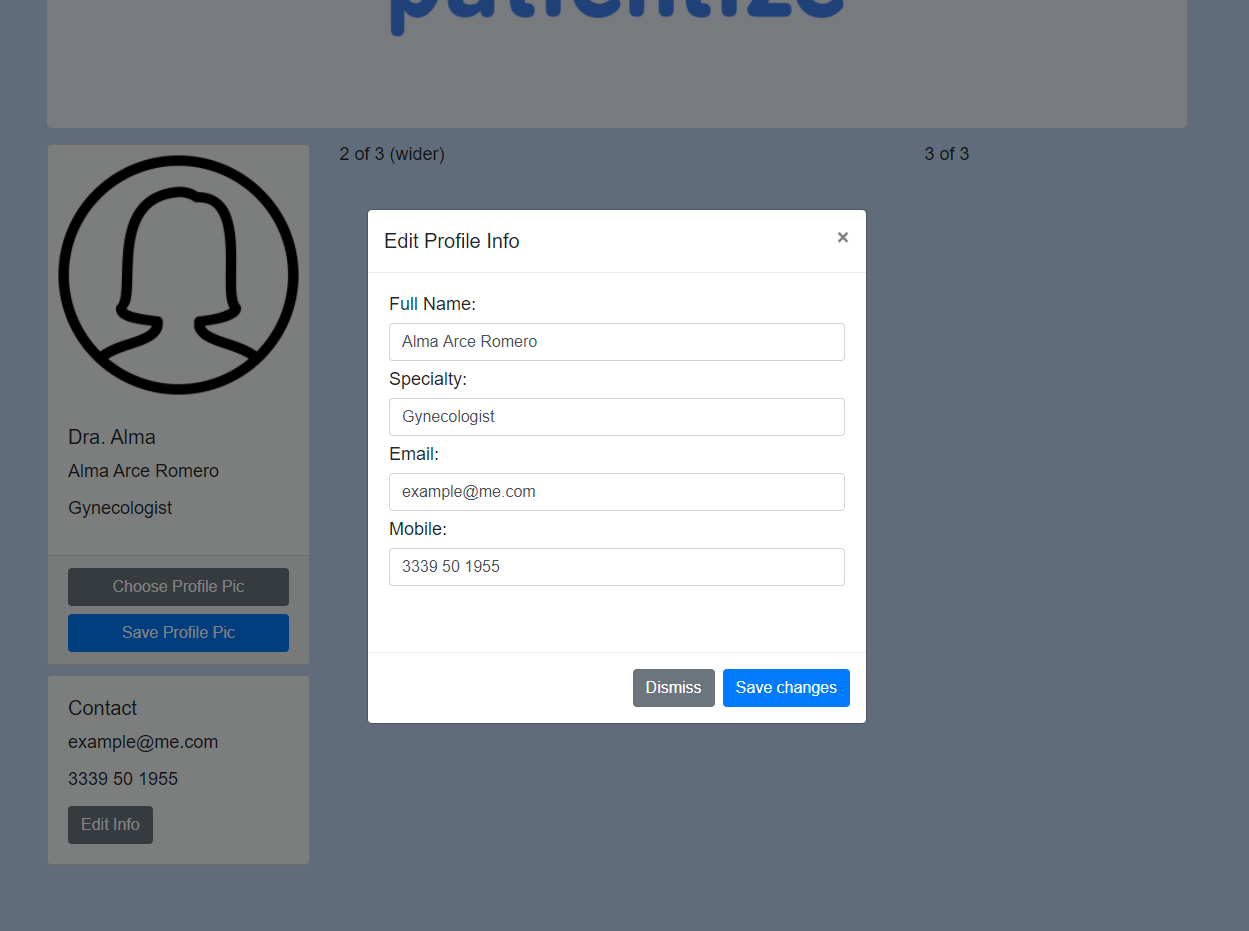 patientize
2 of 3 (wider)
3 of 3
Dra. Alma
Alma Arce Romero
Gynecologist
Choose Profile Pic
Save Profile Pic
Contact
example@me.com
3339 50 1955
Edit Info
Edit Profile Info
×
Full Name:
Alma Arce Romero
Specialty:
Gynecologist
Email:
example@me.com
Mobile:
3339 50 1955
Dismiss
Save changes